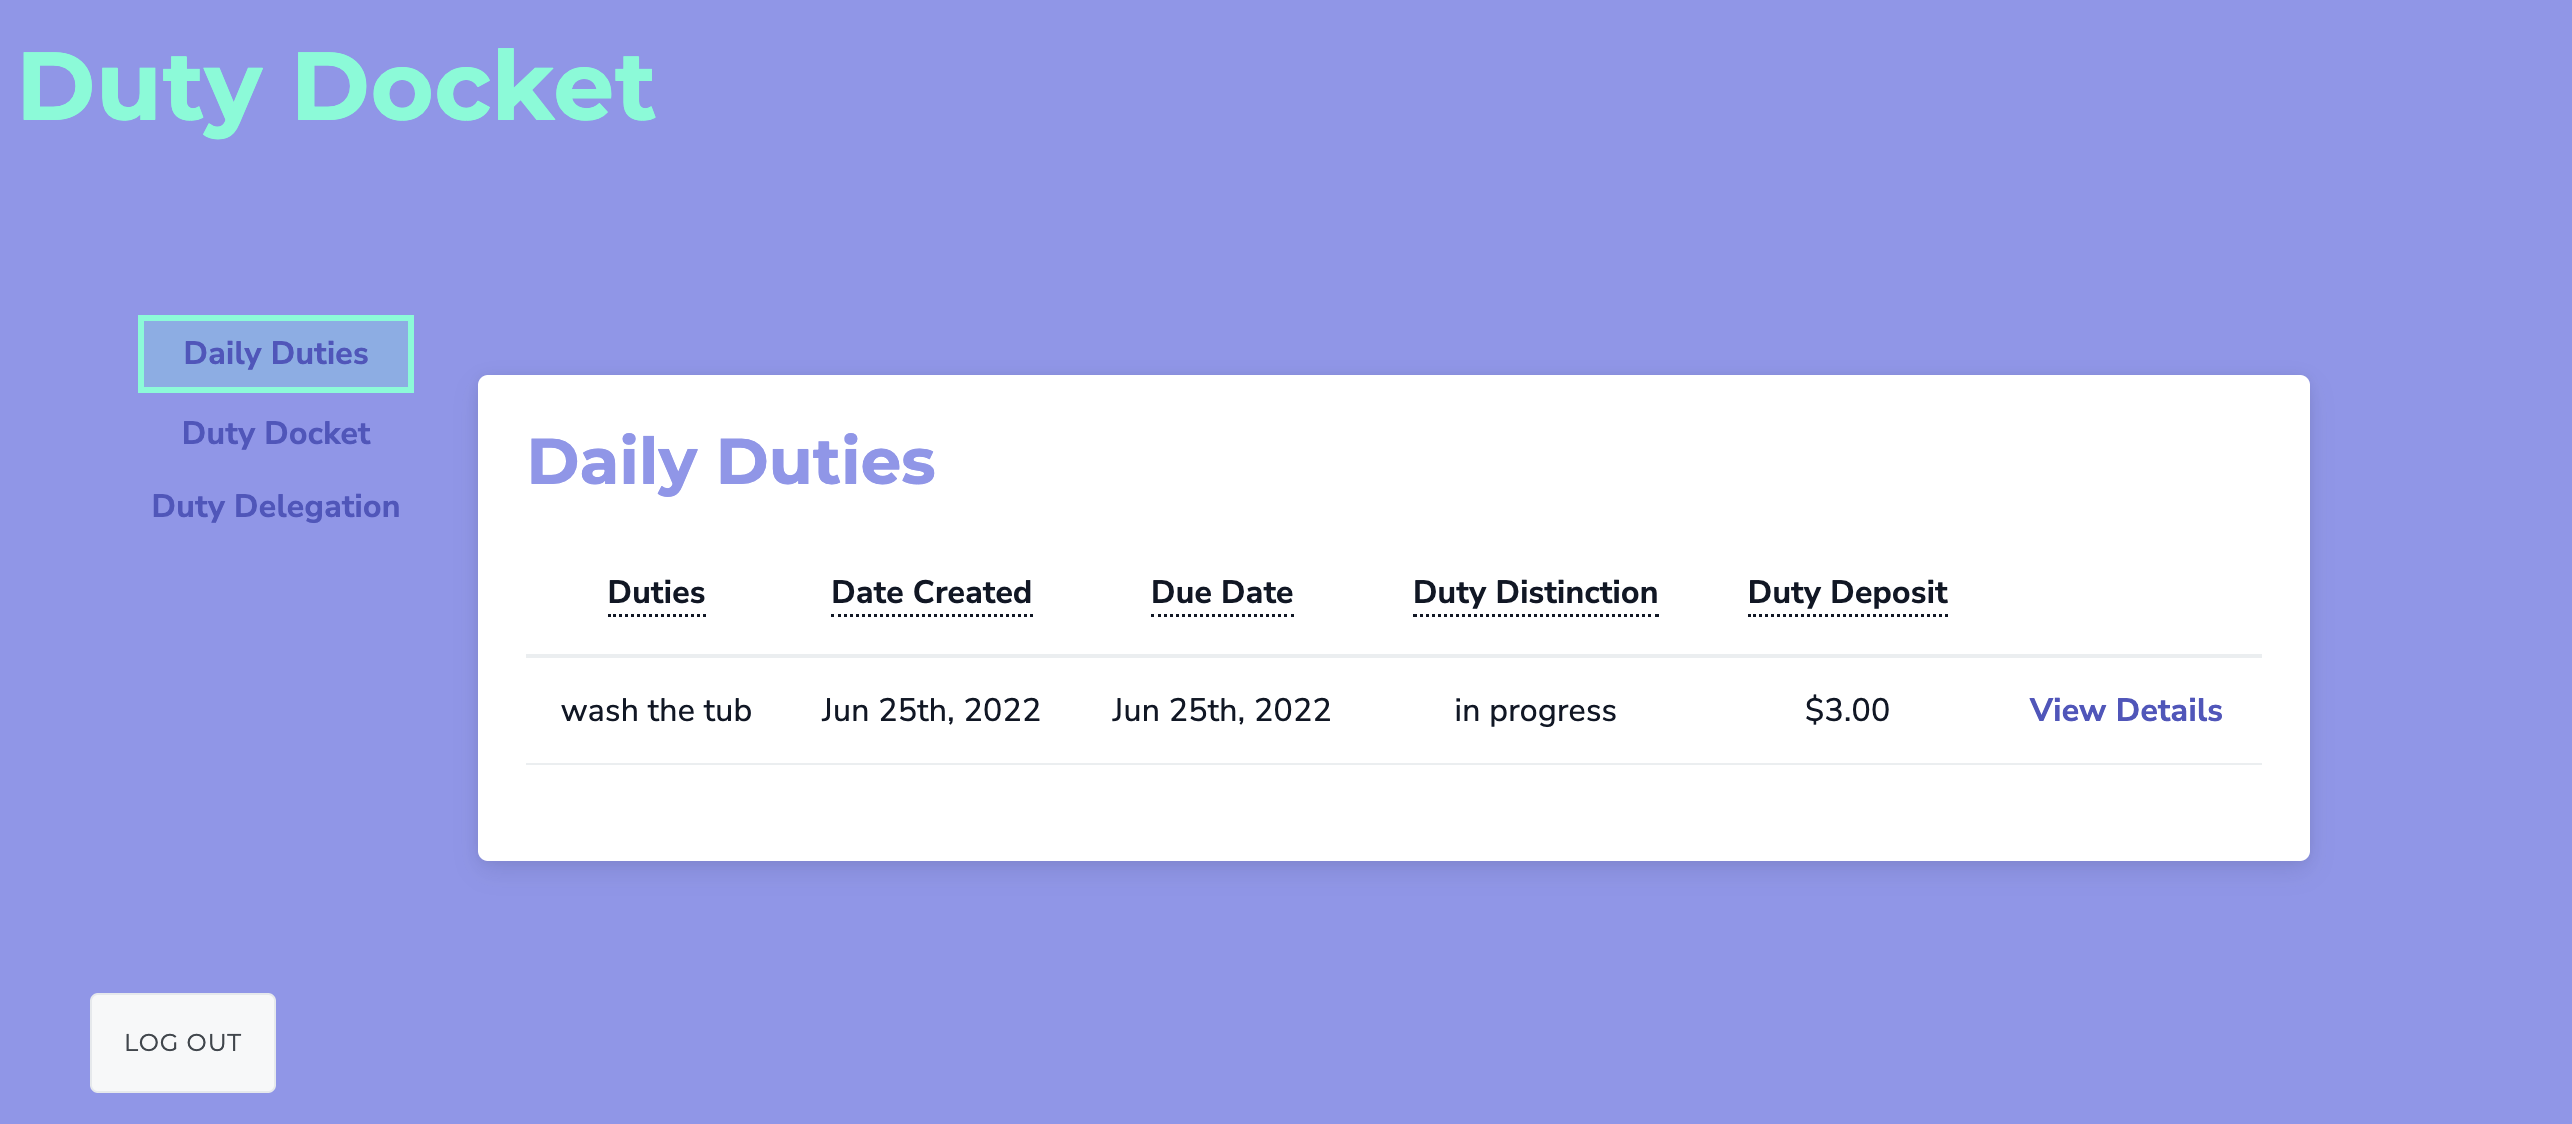 Duty Docket
Daily Duties
Duty Docket
Duty Delegation
Daily Duties
Duties Date Created Due Date Duty Distinction Duty Deposit
wash the tub Jun 25th, 2022 Jun 25th, 2022 in progress $3.00 View Details
LOG OUT